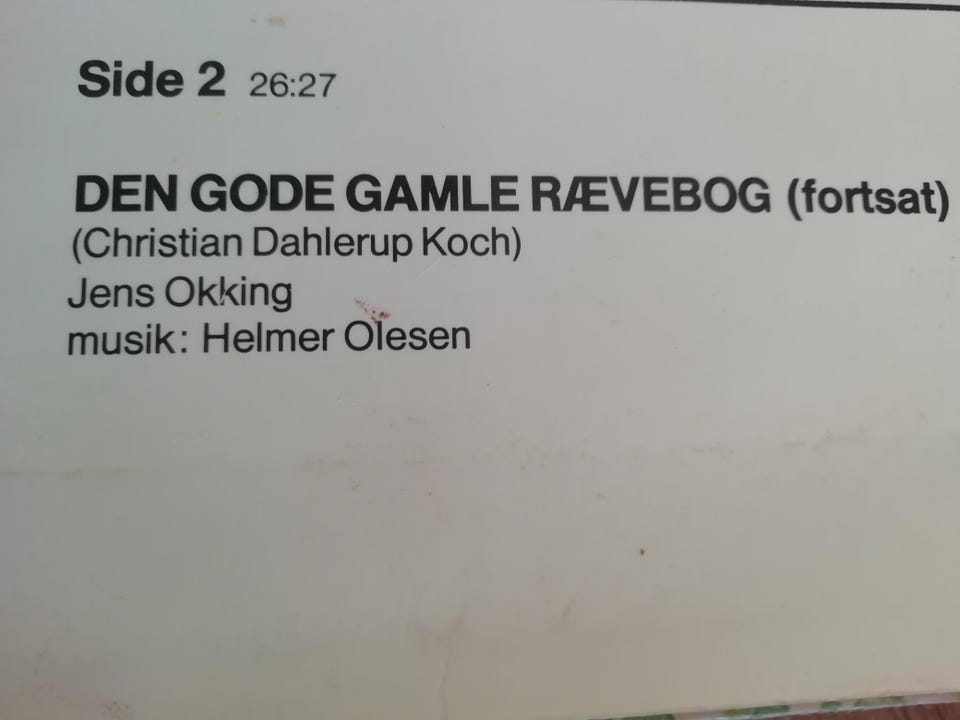 Side 2 26:27
DEN GODE GAMLE RÆVEBOG (fortsat)
(Christian Dahlerup Koch)
Jens Okking
musik: Helmer Olesen